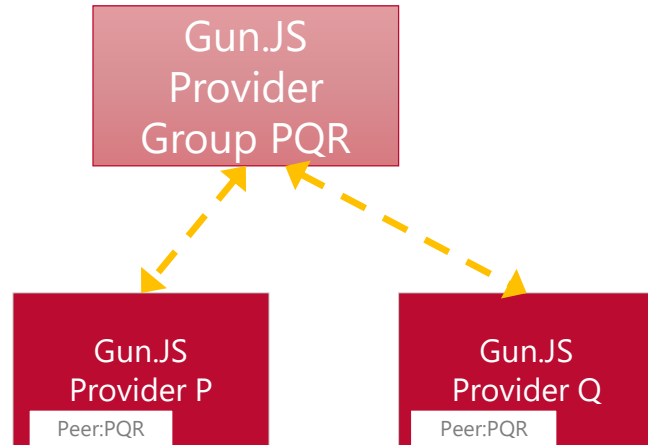 Gun.JS
Provider
Group PQR
Gun.JS
Provider P
Peer:PQR
Gun.JS
Provider Q
Peer:PQR